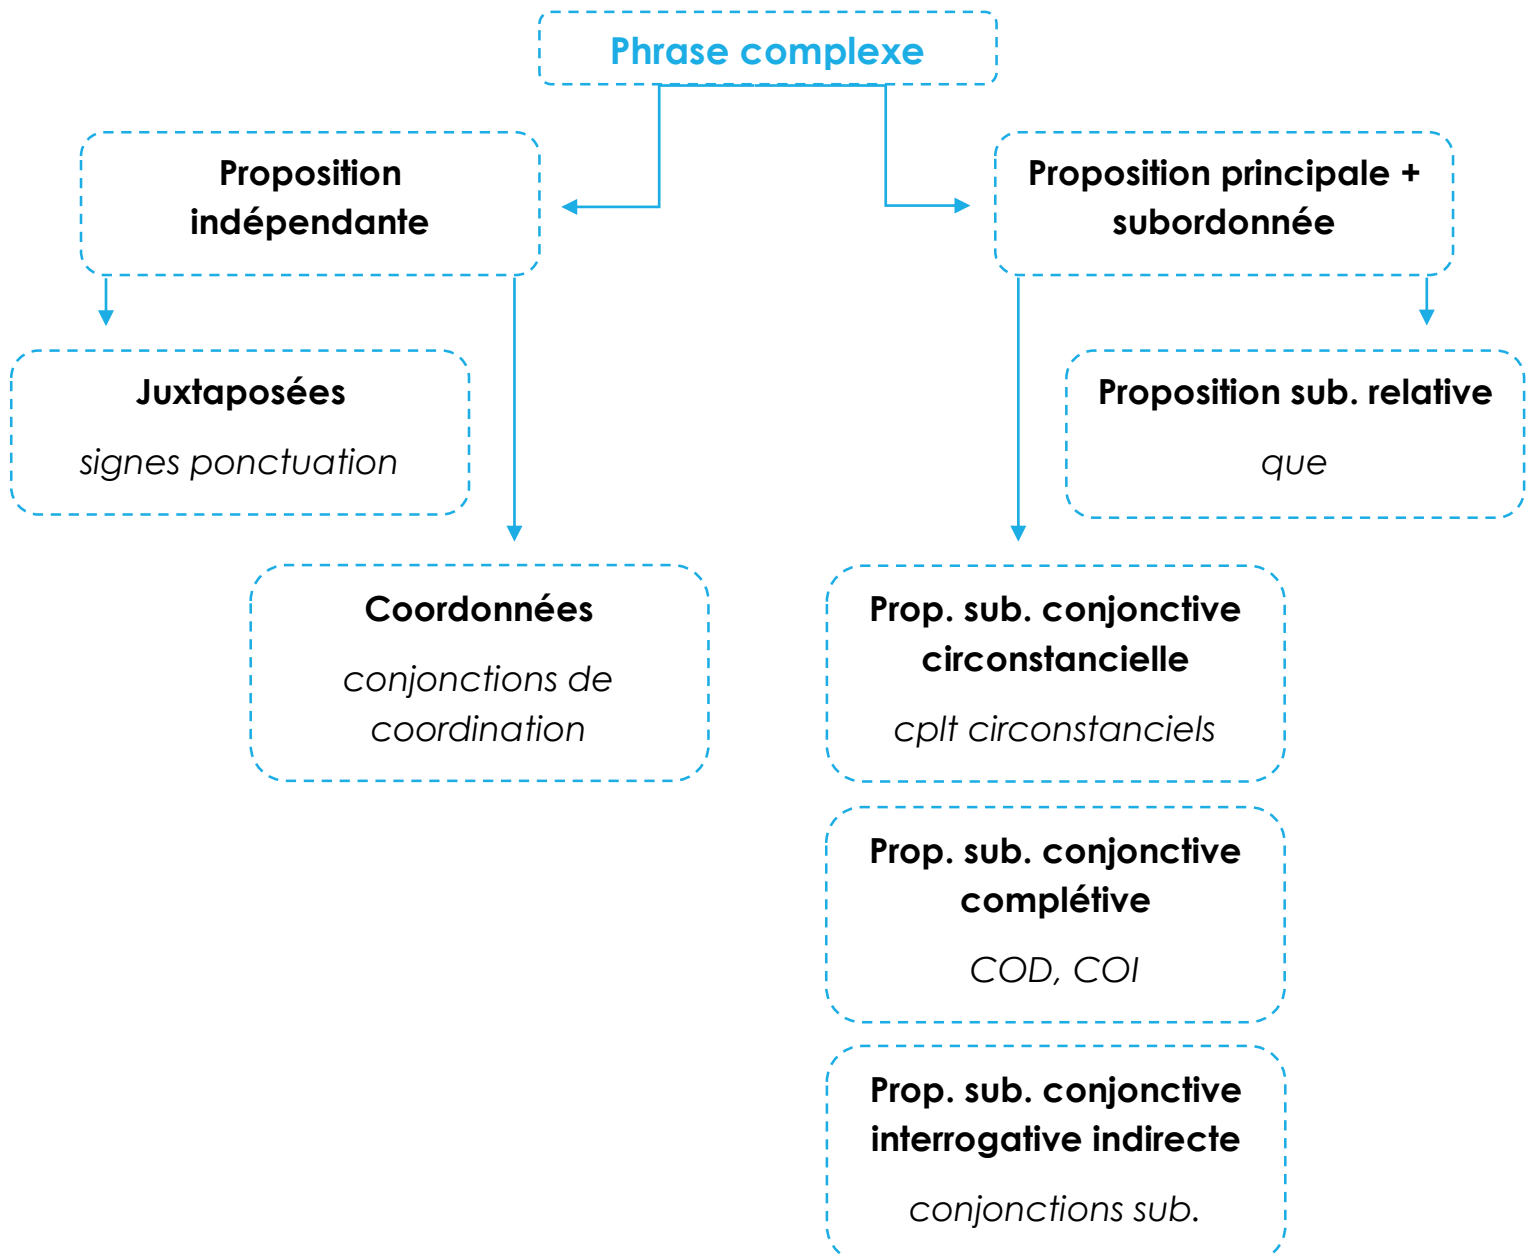 Phrase complexe
Proposition
indépendante
Proposition principale +
subordonnée
Juxtaposées
signes ponctuation
Proposition sub. relative
que
Coordonnées
conjonctions de
coordination
Prop. sub. conjonctive
circonstancielle
cplt circonstanciels
Prop. sub. conjonctive
complétive
COD, COI
Prop. sub. conjonctive
interrogative indirecte
conjonctions sub.